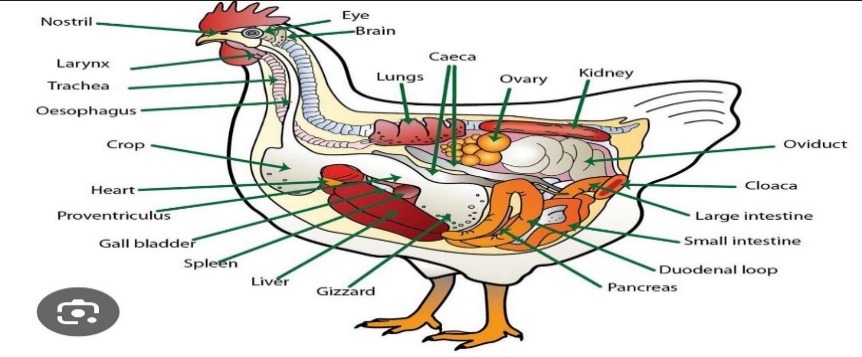 Nostril
Eye
Brain
Larynx
Caeca
Lungs
Ovary
Kidney
Trachea
Oesophagus
Crop
Oviduct
Heart
Cloaca
Proventriculus
Large intestine
Gall bladder
Small intestine
Spleen
Duodenal loop
Liver
Gizzard
Pancreas